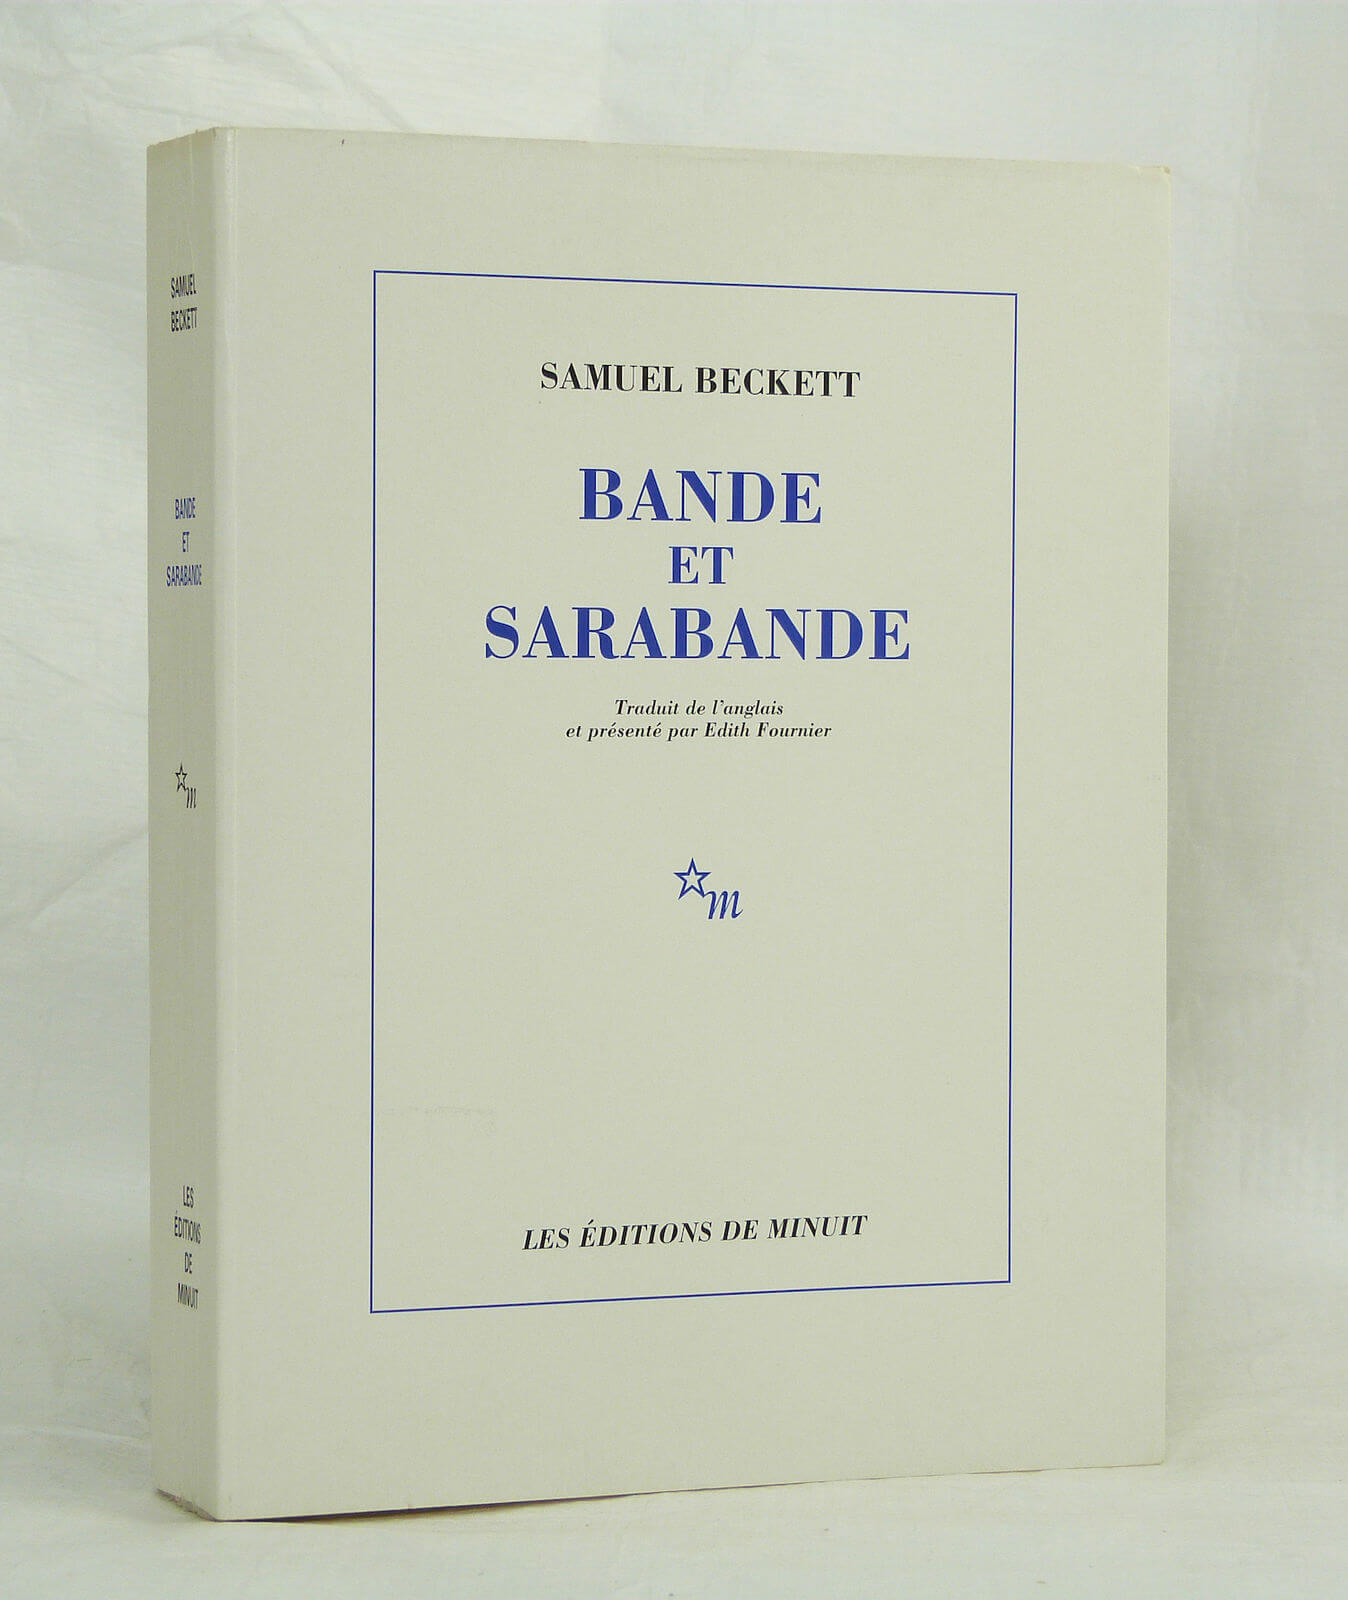 SAMUEL
BECKETT
BANDE
ET
SARABANDE
m
LES
ÉDITIONS
DE
MINUIT
SAMUEL BECKETT
BANDE
ET
SARABANDE
Traduit de l'anglais
et présenté par Edith Fournier
m
LES ÉDITIONS DE MINUIT